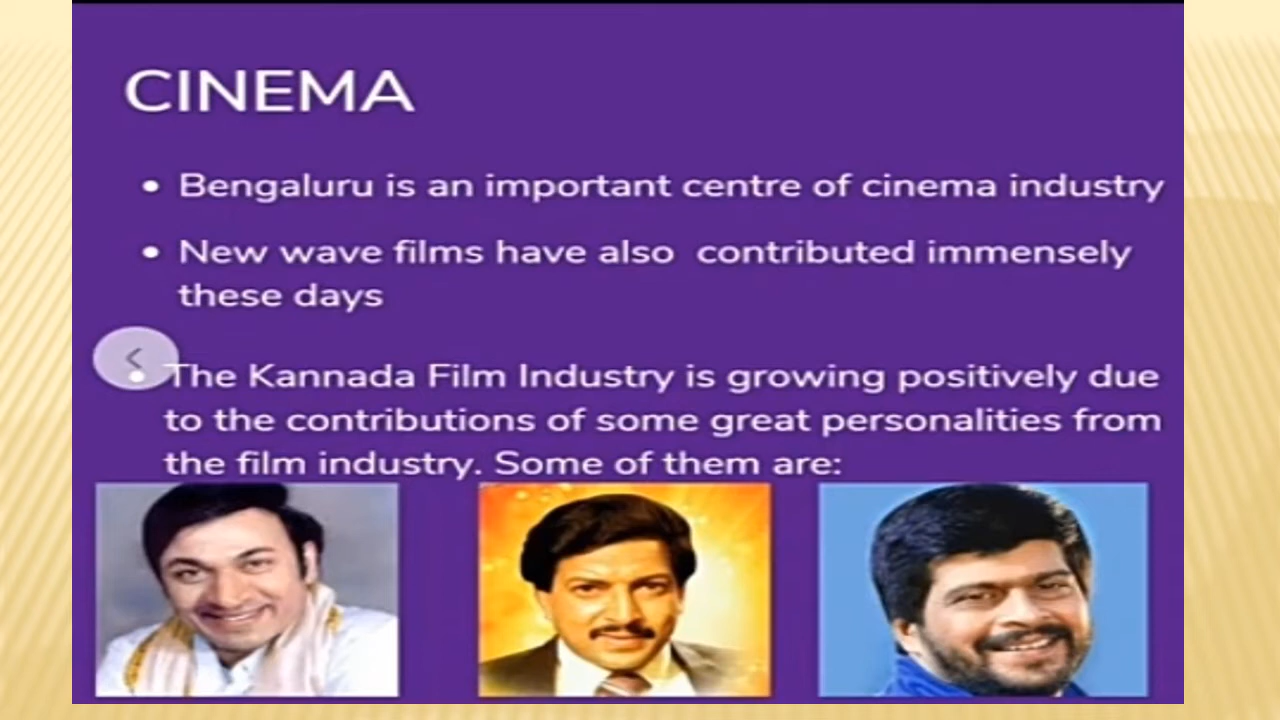 CINEMA
• Bengaluru is an important centre of cinema industry
• New wave films have also contributed immensely
these days
• The Kannada Film Industry is growing positively due
to the contributions of some great personalities from
the film industry. Some of them are: